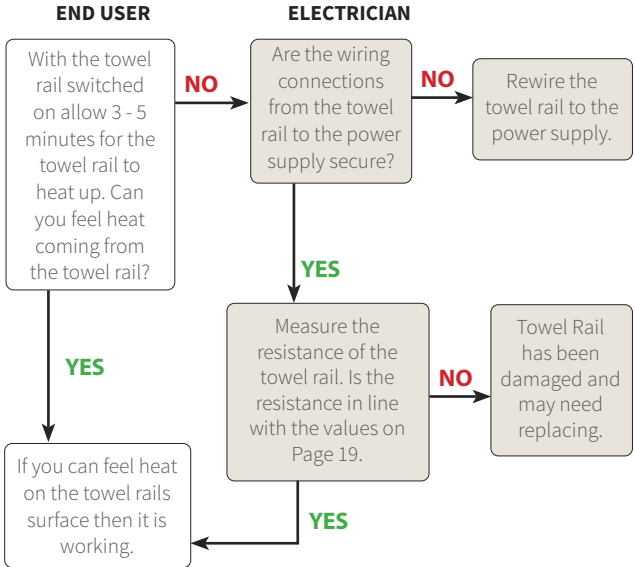 END USER
ELECTRICIAN
With the towel
rail switched
on allow 3 - 5
minutes for the
towel rail to
heat up. Can
you feel heat
coming from
the towel rail?
NO
Are the wiring
connections
from the towel
rail to the power
supply secure?
NO
Rewire the
towel rail to the
power supply.
YES
YES
Measure the
resistance of the
towel rail. Is the
resistance in line
with the values on
Page 19.
NO
Towel Rail
has been
damaged and
may need
replacing.
If you can feel heat
on the towel rails
surface then it is
working.
YES